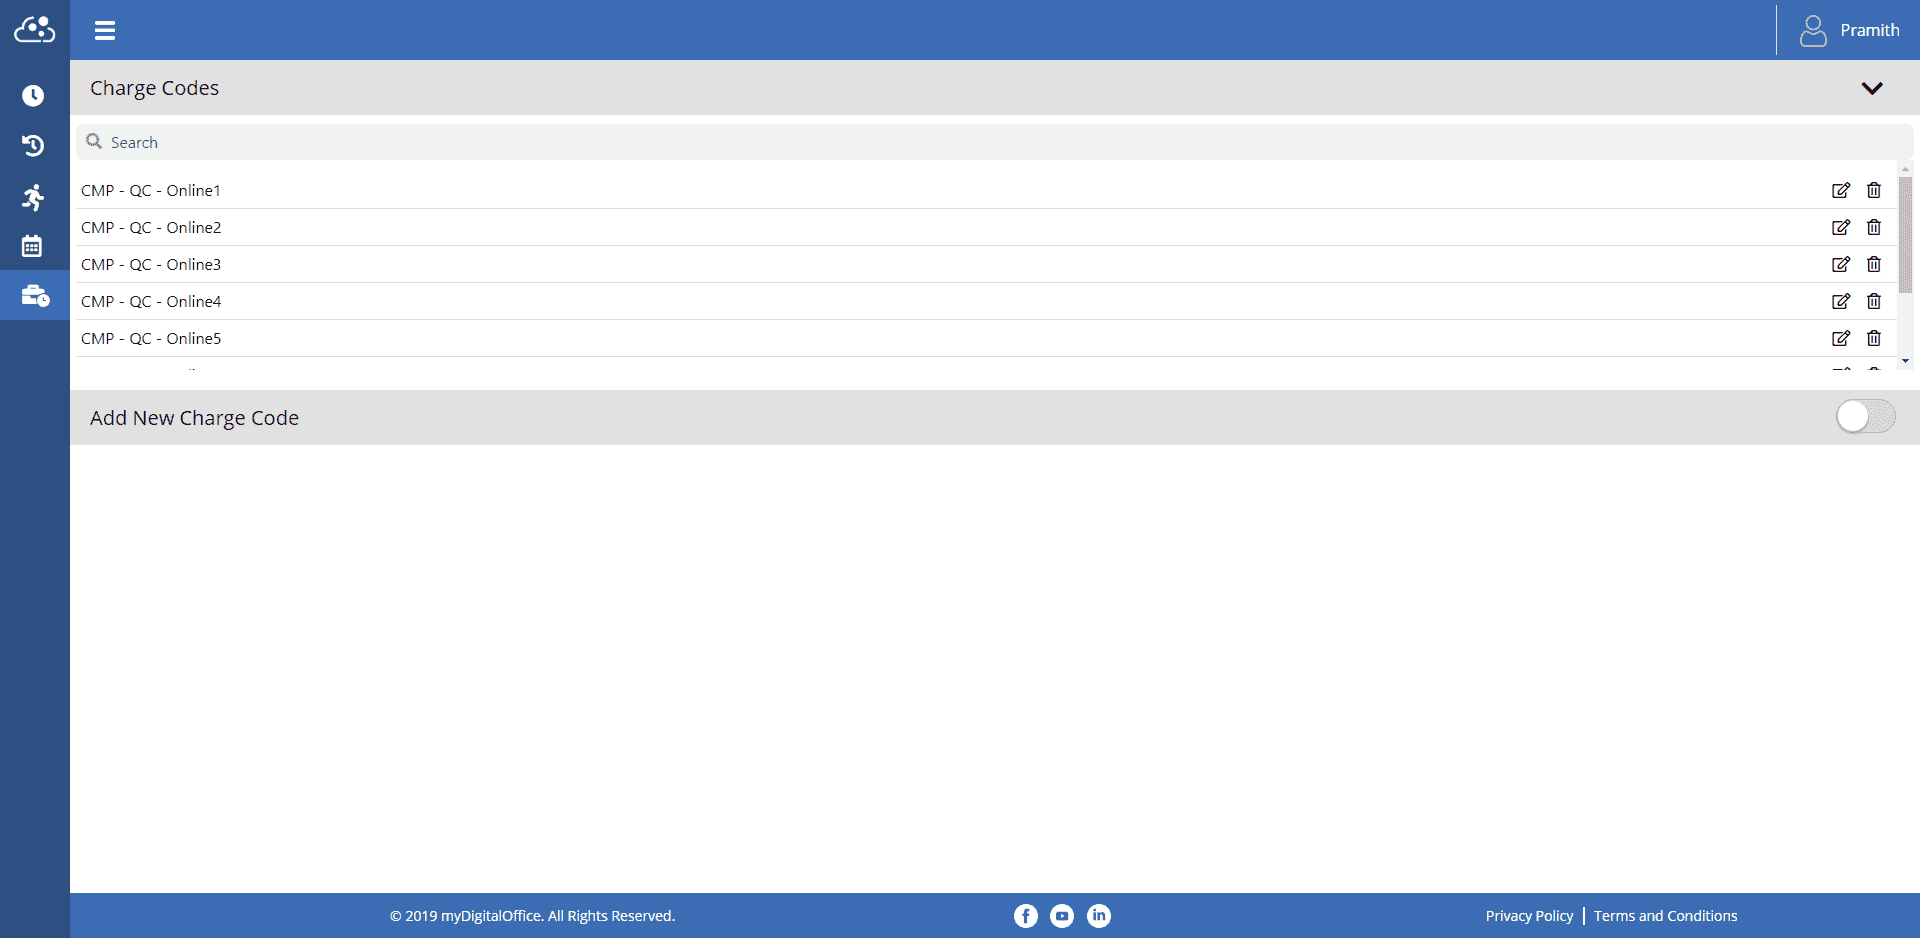 Pramith
Charge Codes
Search
CMP - QC - Online1
CMP - QC - Online2
CMP - QC - Online3
CMP - QC - Online4
CMP - QC - Online5
Add New Charge Code
© 2019 myDigitalOffice. All Rights Reserved.
Privacy Policy | Terms and Conditions